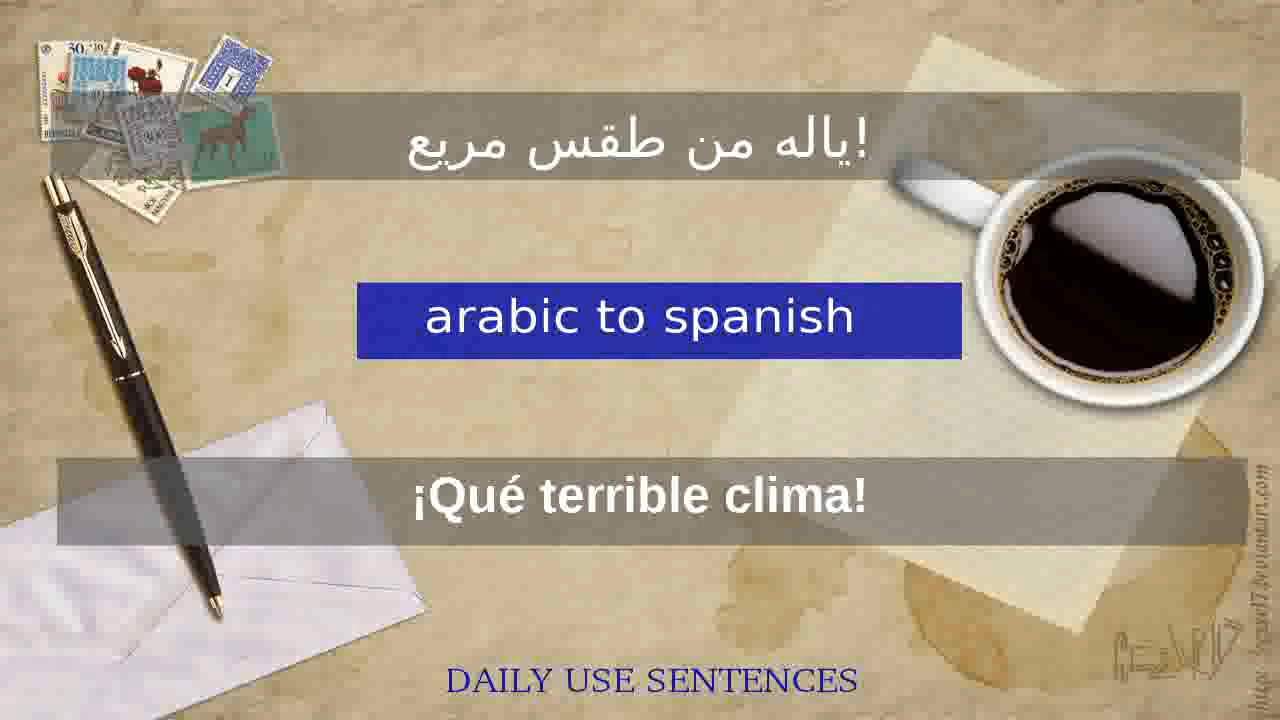 ياله من طقس مريع!
arabic to spanish
¡Qué terrible clima!
DAILY USE SENTENCES